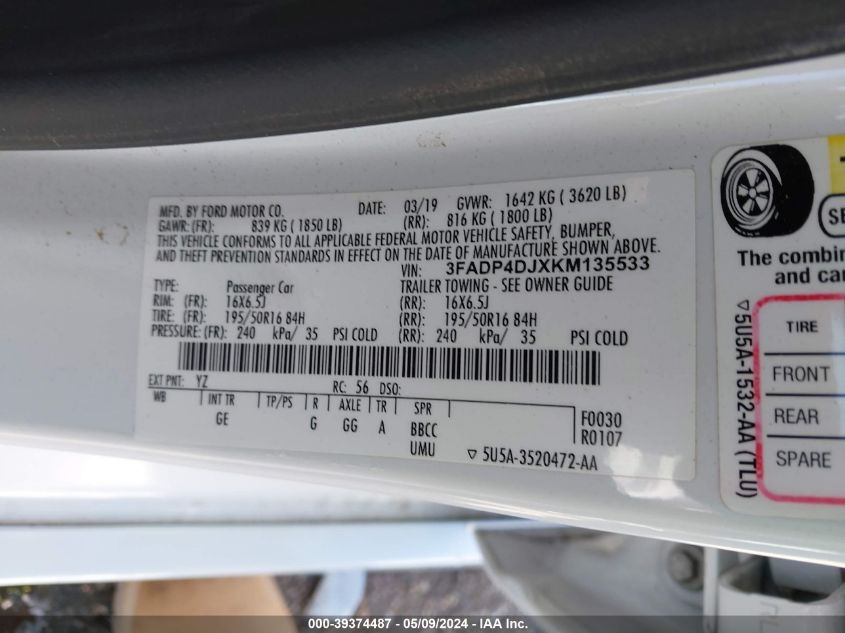 MFD. BY FORD MOTOR CO. DATE: 03/19 GVWR: 1642 KG ( 3620 LB)
GAWR: (FR): 839 KG ( 1850 LB) (RR): 816 KG ( 1800 LB)
THIS VEHICLE CONFORMS TO ALL APPLICABLE FEDERAL MOTOR VEHICLE SAFETY, BUMPER,
AND THEFT PREVENTION STANDARDS IN EFFECT ON THE DATE OF MANUFACTURE SHOWN ABOVE.
VIN: 3FADP4DJXKM135533
TYPE: Passenger Car TRAILER TOWING - SEE OWNER GUIDE
RIM: (FR): 16X6.5J (RR): 16X6.5J
TIRE: (FR): 195/50R16 84H (RR): 195/50R16 84H
PRESSURE: (FR): 240 kPa/ 35 PSI COLD (RR): 240 kPa/ 35 PSI COLD
EXT PNT: YZ RC: 56 DSO:
WB INT TR TP/PS R AXLE TR SPR
GE G GG A BBCC
UMU
F0030
R0107
▽ 5U5A-3520472-AA
The combin
and car
▽5U5A-1532-AA (TLU)
TIRE
FRONT
REAR
SPARE
000-39374487 - 05/09/2024 - IAA Inc.